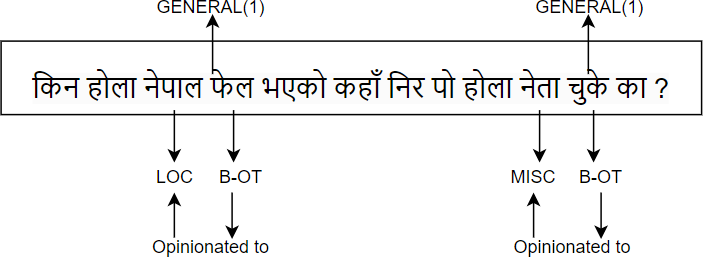 GENERAL(1) GENERAL(1)
किन होला नेपाल फेल भएको कहाँ निर पो होला नेता चुके का ?
LOC B-OT MISC B-OT
Opinionated to Opinionated to